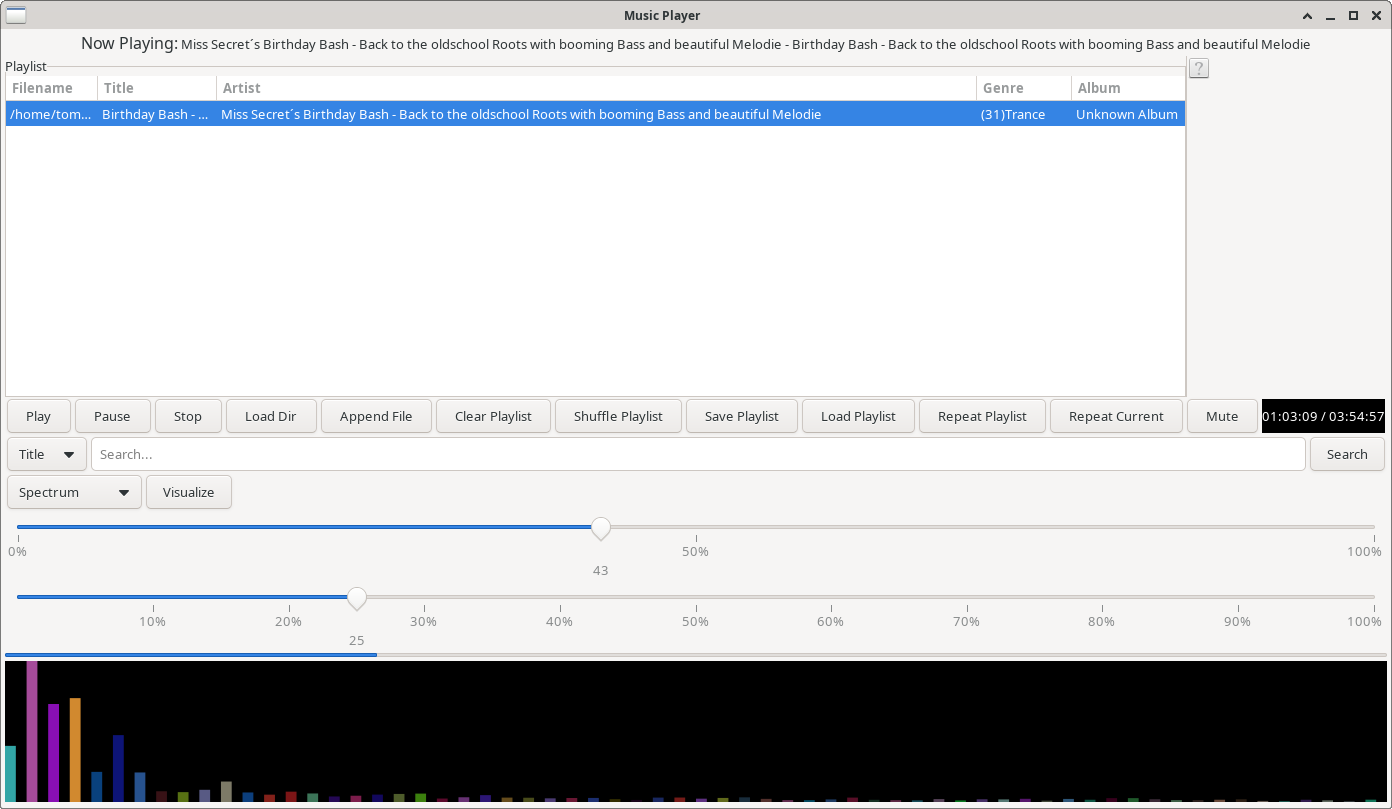 Music Player
Now Playing: Miss Secret´s Birthday Bash - Back to the oldschool Roots with booming Bass and beautiful Melodie - Birthday Bash - Back to the oldschool Roots with booming Bass and beautiful Melodie
Playlist
?
Filename Title Artist Genre Album
/home/tom... Birthday Bash - ... Miss Secret´s Birthday Bash - Back to the oldschool Roots with booming Bass and beautiful Melodie (31)Trance Unknown Album
Play Pause Stop Load Dir Append File Clear Playlist Shuffle Playlist Save Playlist Load Playlist Repeat Playlist Repeat Current Mute 01:03:09 / 03:54:57
Title Search... Search
Spectrum Visualize
0% 50% 100%
43
10% 20% 30% 40% 50% 60% 70% 80% 90% 100%
25